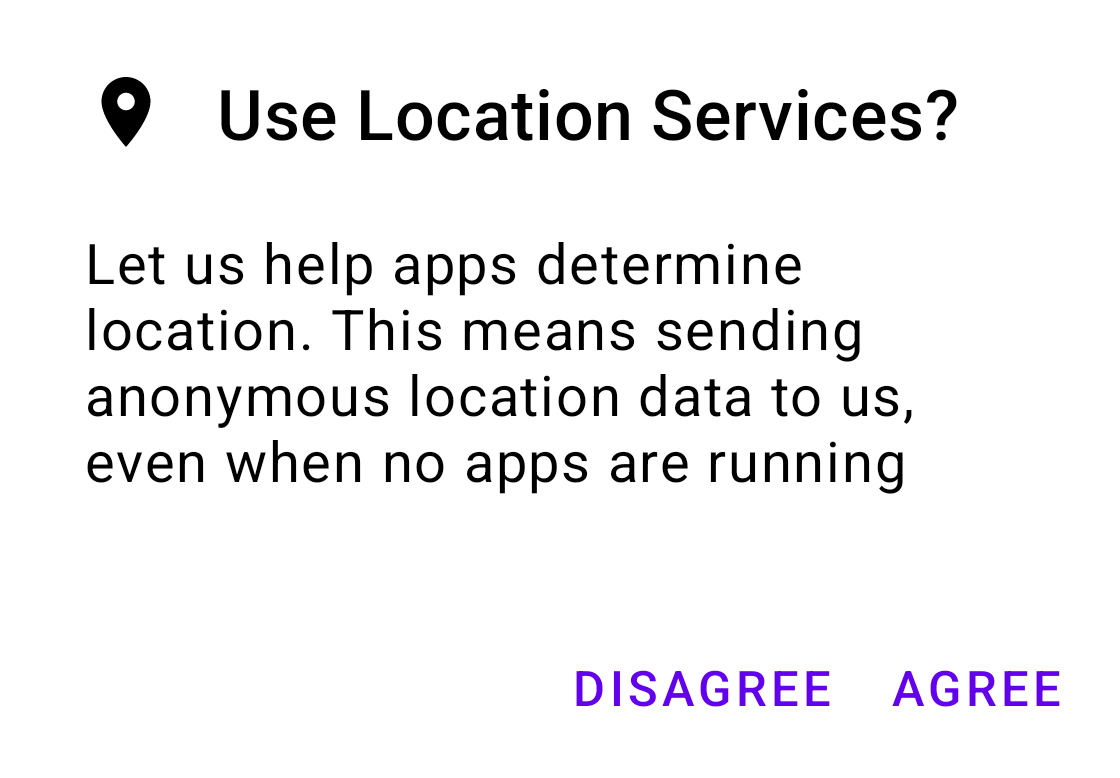 Use Location Services?
Let us help apps determine
location. This means sending
anonymous location data to us,
even when no apps are running
DISAGREE AGREE